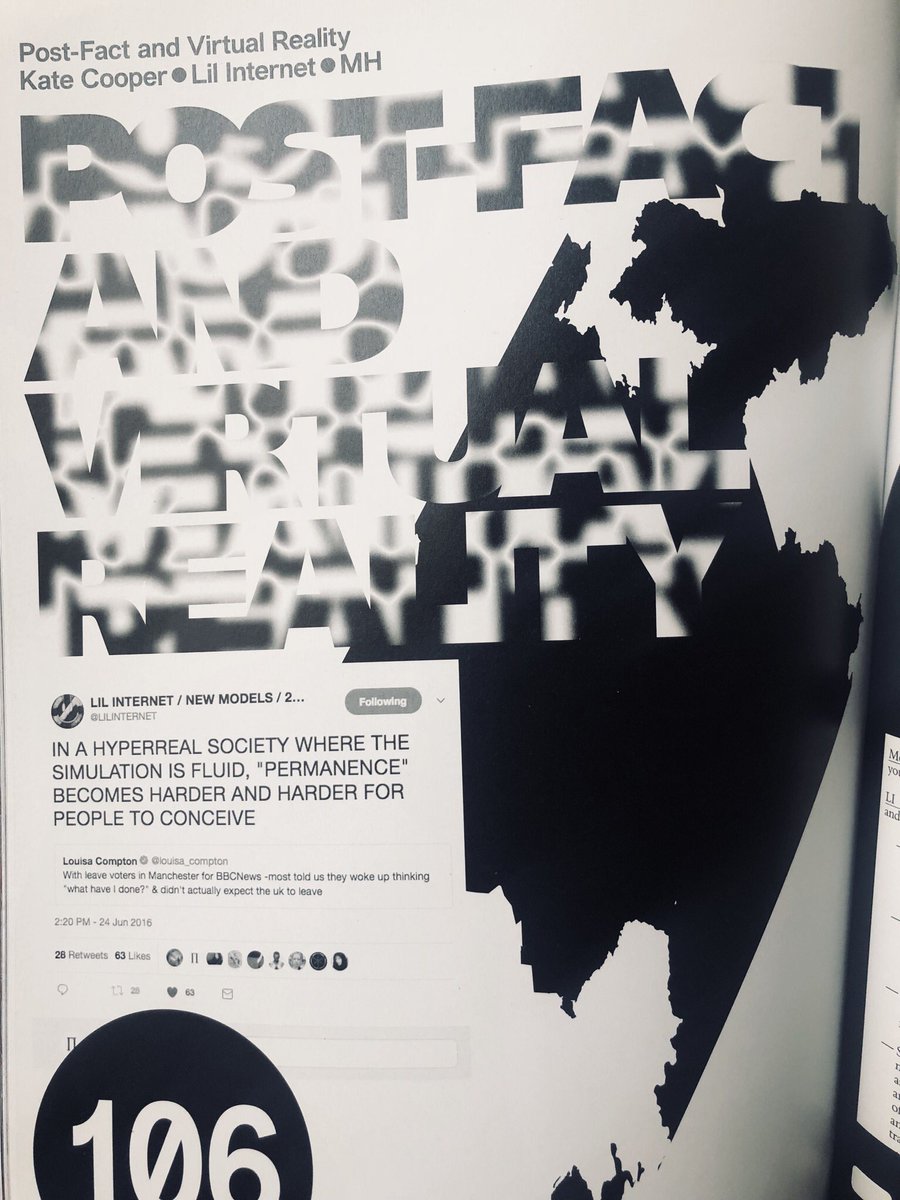 Post-Fact and Virtual Reality
Kate Cooper ● Lil Internet ● MH
POST-FACT
AND
VIRTUAL
REALITY
LIL INTERNET / NEW MODELS / 2...
@LILINTERNET
Following
IN A HYPERREAL SOCIETY WHERE THE
SIMULATION IS FLUID, "PERMANENCE"
BECOMES HARDER AND HARDER FOR
PEOPLE TO CONCEIVE
Louisa Compton @louisa_compton
With leave voters in Manchester for BBCNews -most told us they woke up thinking
"what have I done?" & didn't actually expect the uk to leave
2:20 PM - 24 Jun 2016
28 Retweets 63 Likes
28 63
106
LI
and